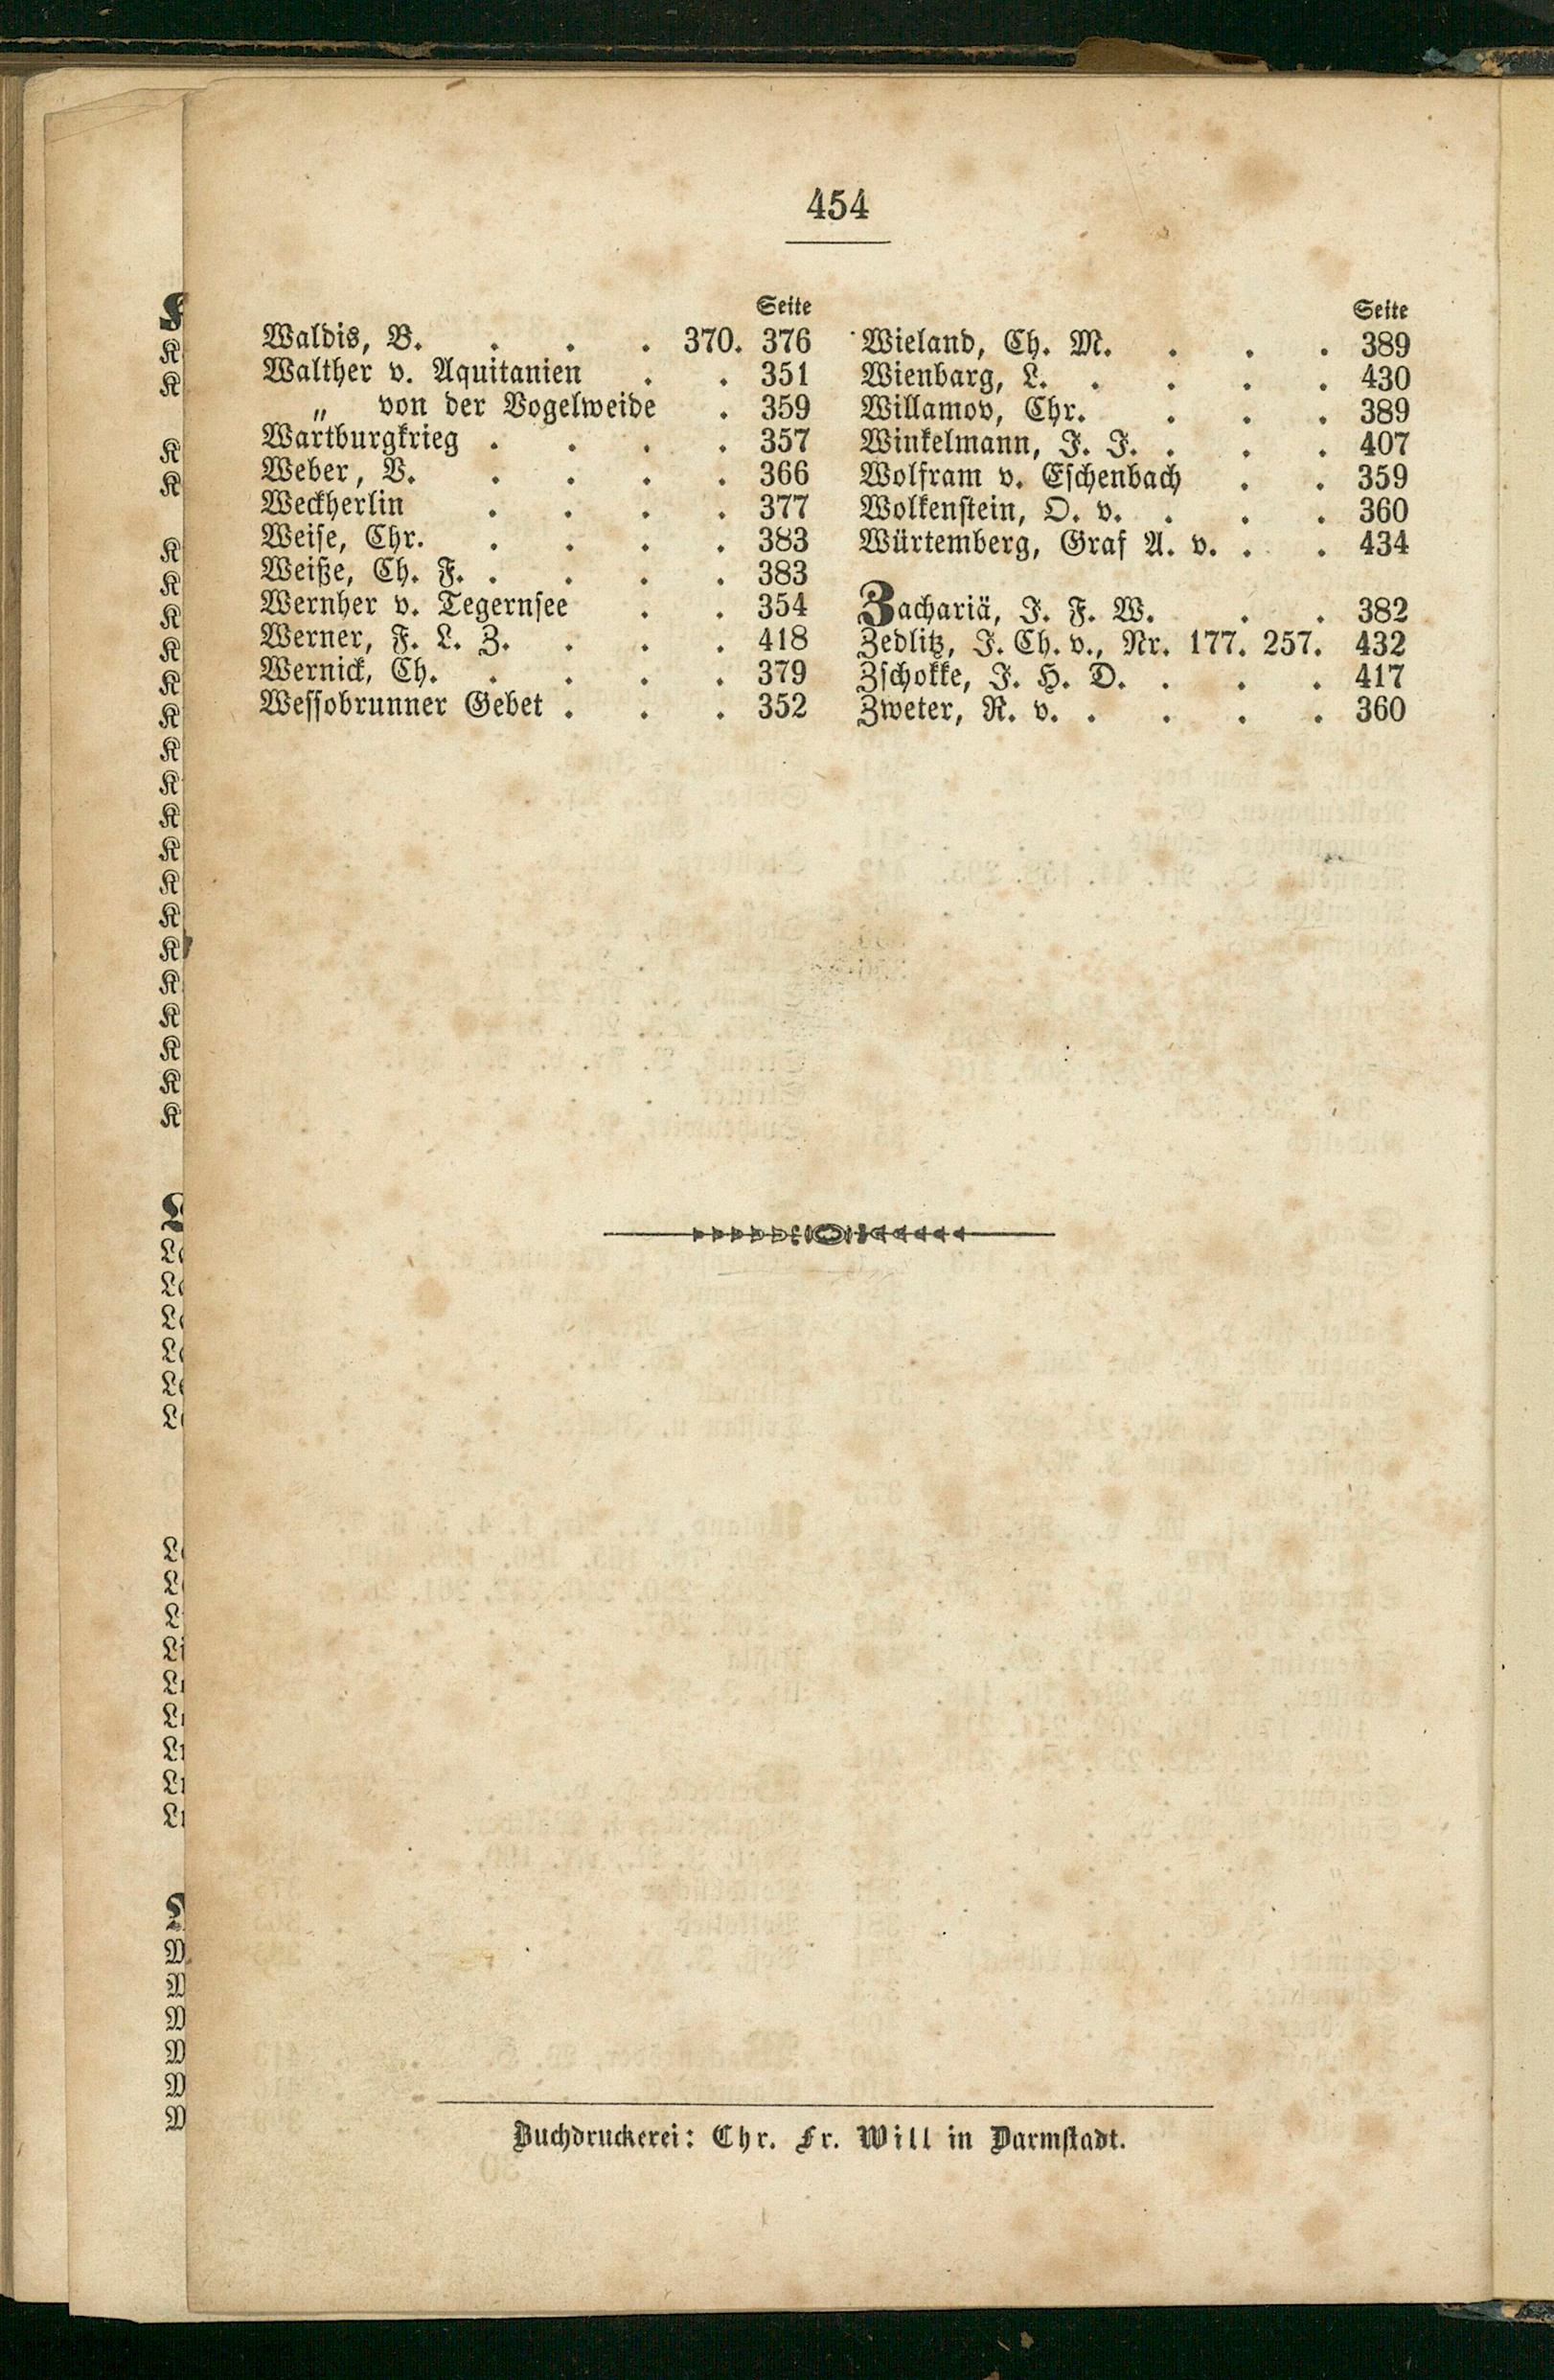 454
Seite
Waldis, B. . . . 370. 376
Walther v. Aquitanien . . 351
„ von der Vogelweide . 359
Wartburgkrieg . . . . 357
Weber, V. . . . . 366
Weckherlin . . . . 377
Weise, Chr. . . . . 383
Weiße, Ch. F. . . . . 383
Wernher v. Tegernsee . . 354
Werner, F. L. Z. . . . 418
Wernick, Ch. . . . . 379
Wessobrunner Gebet . . . 352
Seite
Wieland, Ch. M. . . . 389
Wienbarg, L. . . . . 430
Willamov, Chr. . . . 389
Winkelmann, J. J. . . . 407
Wolfram v. Eschenbach . . 359
Wolkenstein, O. v. . . . 360
Würtemberg, Graf A. v. . . 434
Zachariä, J. F. W. . . 382
Zedlitz, J. Ch. v., Nr. 177. 257. 432
Zschokke, J. H. D. . . . 417
Zweter, R. v. . . . . 360
Buchdruckerei: Chr. Fr. Will in Darmstadt.